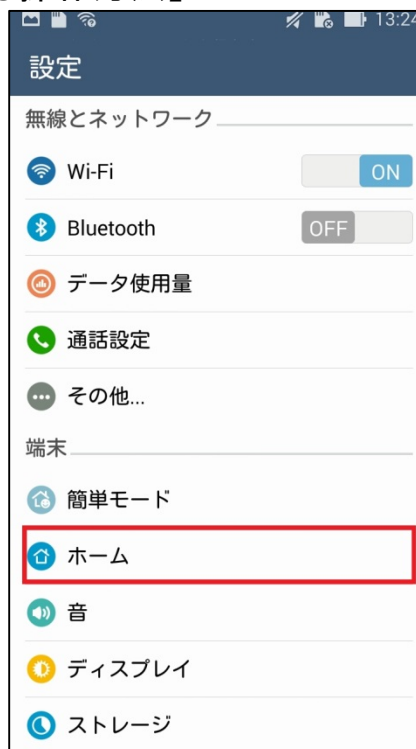 13:24
設定
無線とネットワーク
Wi-Fi ON
Bluetooth OFF
データ使用量
通話設定
その他...
端末
簡単モード
ホーム
音
ディスプレイ
ストレージ